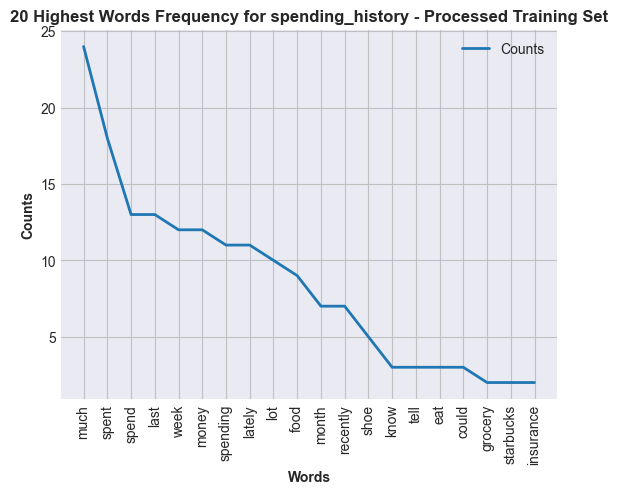 20 Highest Words Frequency for spending_history - Processed Training Set
Counts
25
20
15
10
5
Counts
much
spent
spend
last
week
money
spending
lately
lot
food
month
recently
shoe
know
tell
eat
could
grocery
starbucks
insurance
Words